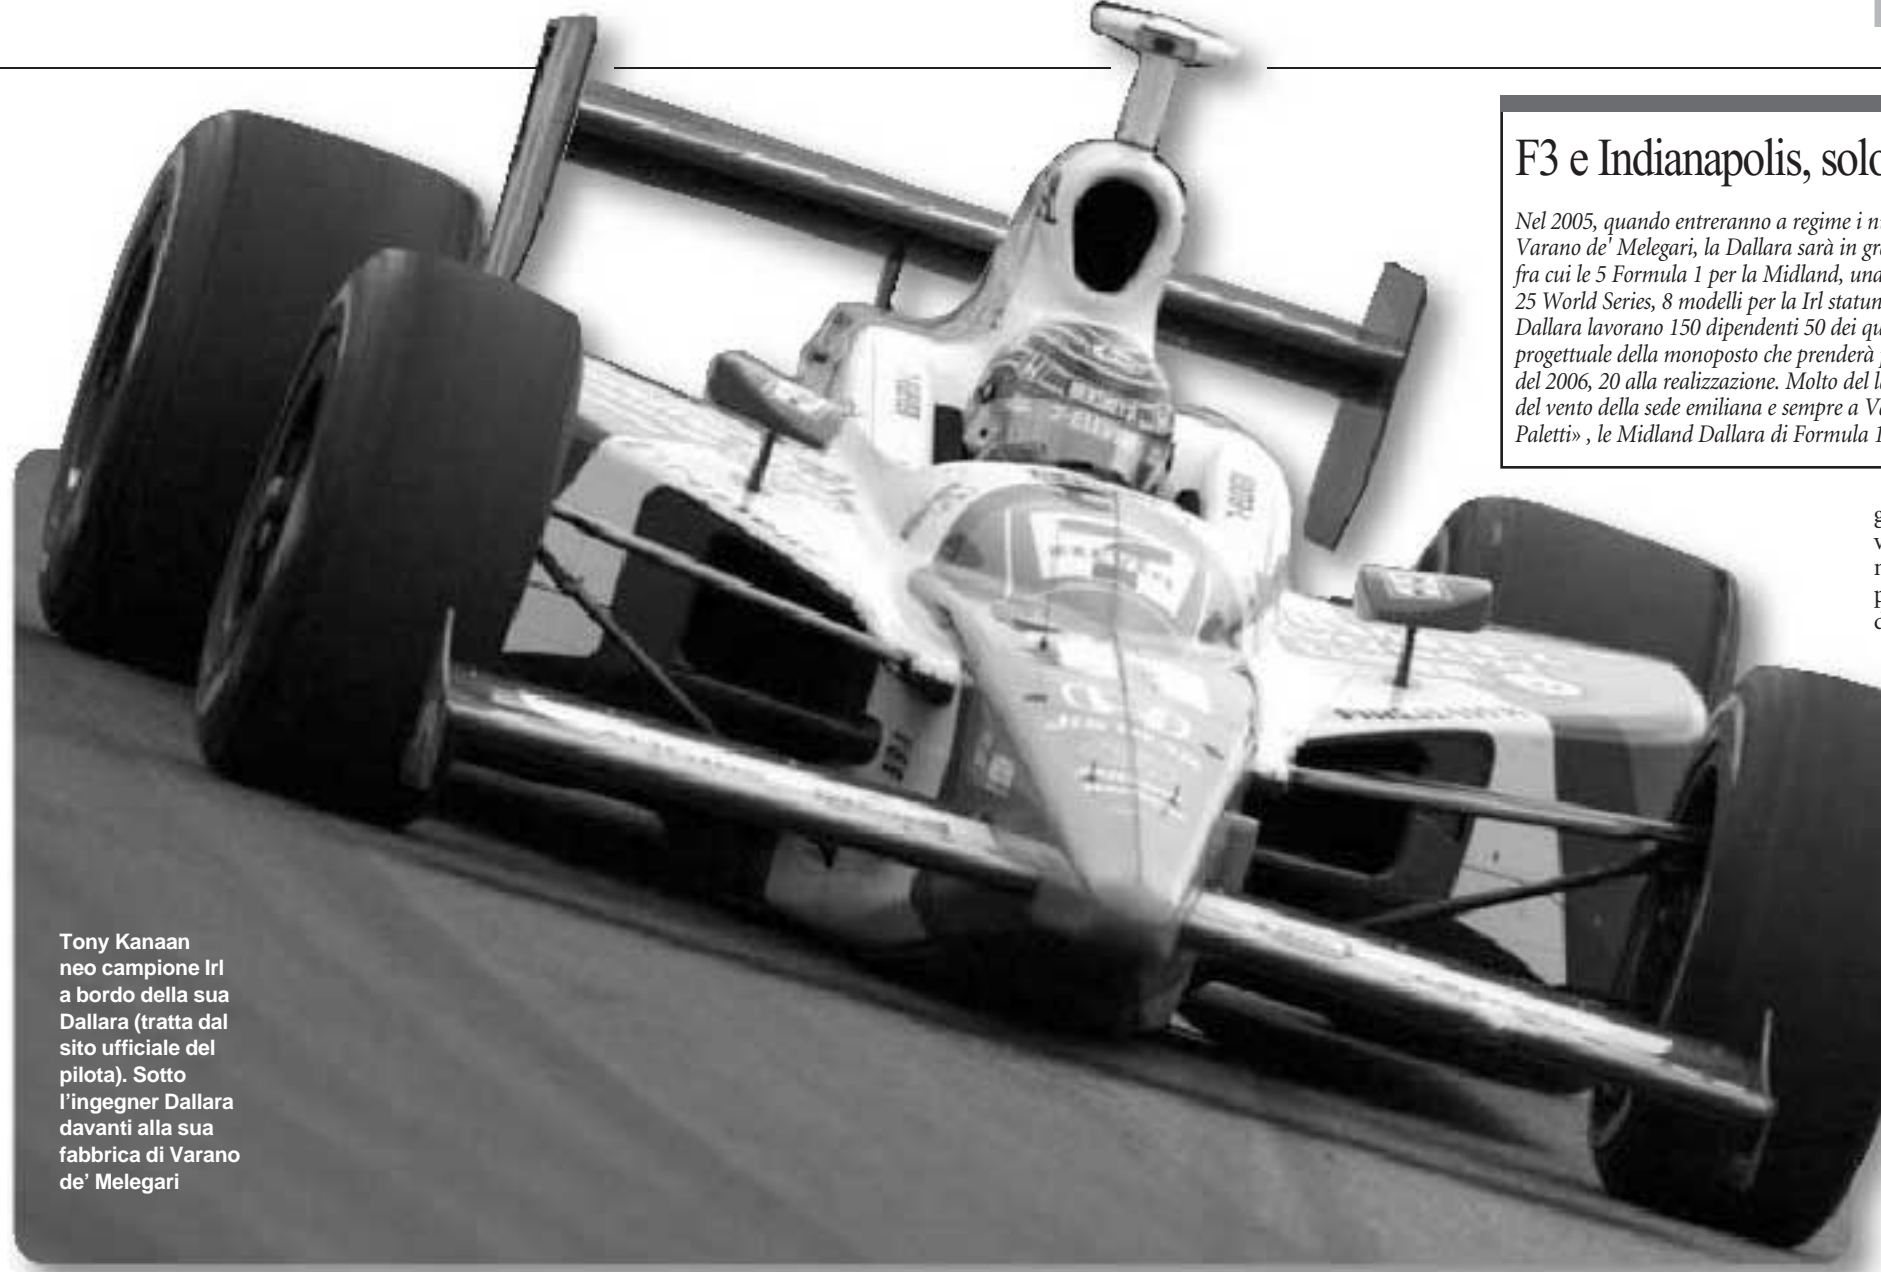 F3 e Indianapolis, solo
Nel 2005, quando entreranno a regime i
Varano de' Melegari, la Dallara sarà in
fra cui le 5 Formula 1 per la Midland, una
25 World Series, 8 modelli per la Irl
Dallara lavorano 150 dipendenti 50 dei
progettuale della monoposto che prenderà
del 2006, 20 alla realizzazione. Molto del
del vento della sede emiliana e sempre a
Paletti» , le Midland Dallara di Formula 1
Tony Kanaan
neo campione Irl
a bordo della sua
Dallara (tratta dal
sito ufficiale del
pilota). Sotto
l'ingegner Dallara
davanti alla sua
fabbrica di Varano
de' Melegari